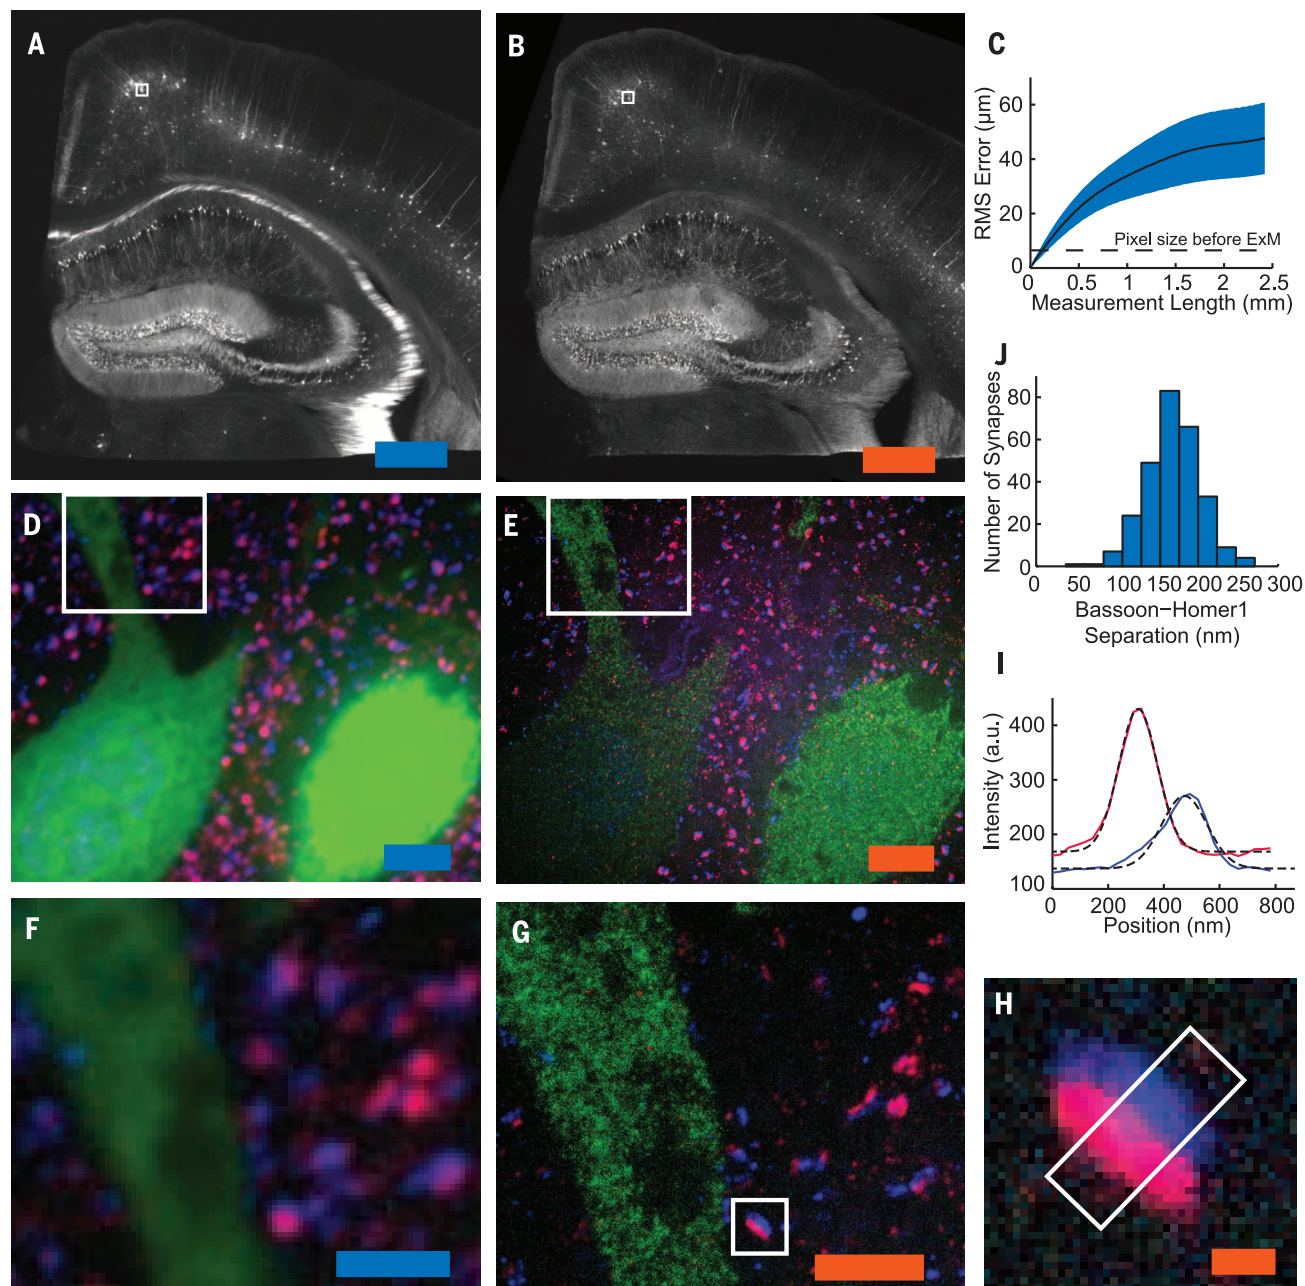 A
B
C
RMS Error (µm)
60
40
20
0
Pixel size before ExM
0 0.5 1 1.5 2 2.5
Measurement Length (mm)
D
E
J
Number of Synapses
80
60
40
20
0
0 100 150 200 250 300
Bassoon−Homer1
Separation (nm)
I
Intensity (a.u.)
400
300
200
100
0 200 400 600 800
Position (nm)
F
G
H